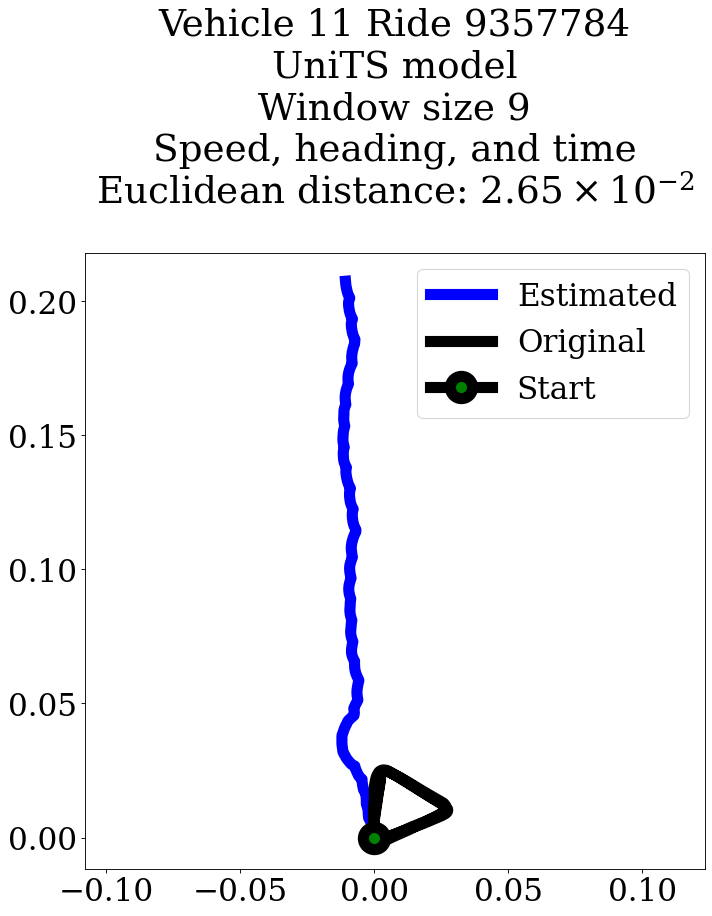 Vehicle 11 Ride 9357784
UniTS model
Window size 9
Speed, heading, and time
Euclidean distance: 2.65 × 10⁻²
Estimated
Original
Start
0.20
0.15
0.10
0.05
0.00
−0.10 −0.05 0.00 0.05 0.10